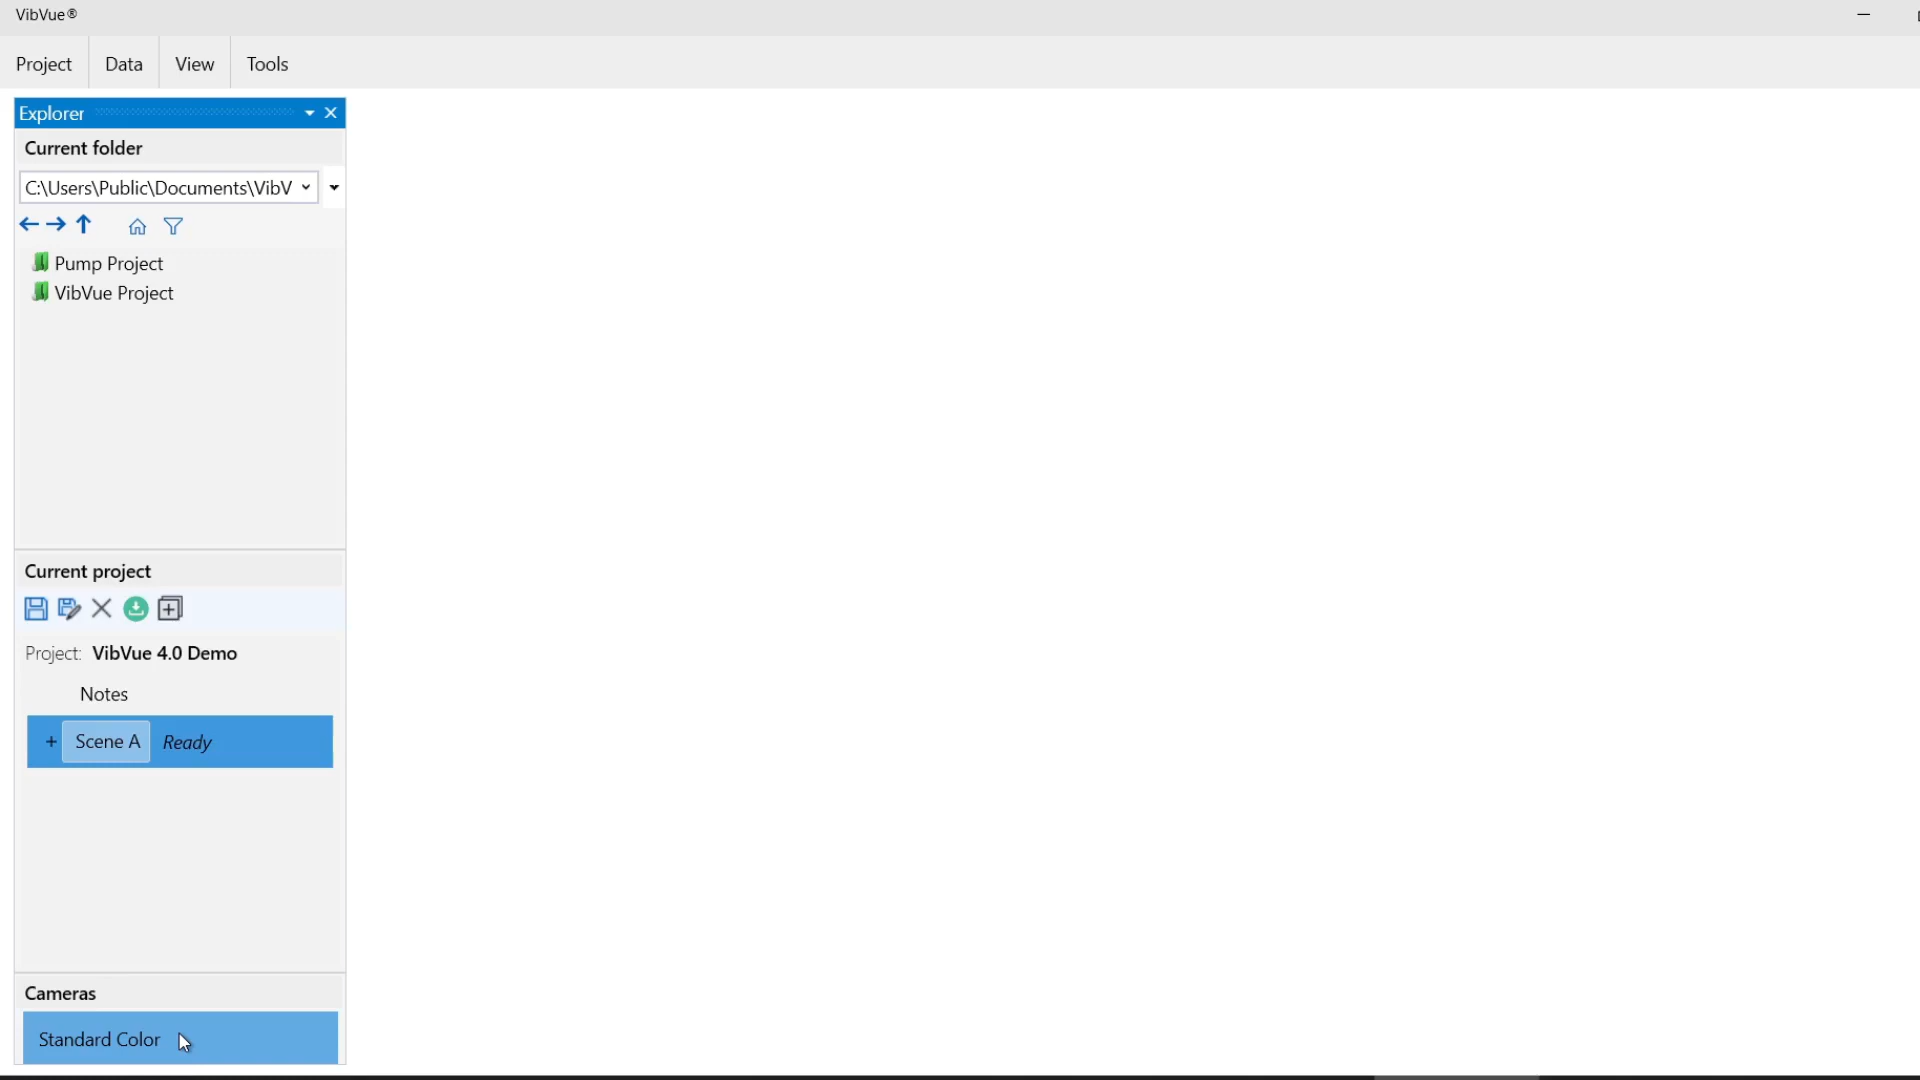 VibVue®
Project Data View Tools
Explorer
Current folder
C:\Users\Public\Documents\VibV
Pump Project
VibVue Project
Current project
Project: VibVue 4.0 Demo
Notes
+ Scene A Ready
Cameras
Standard Color